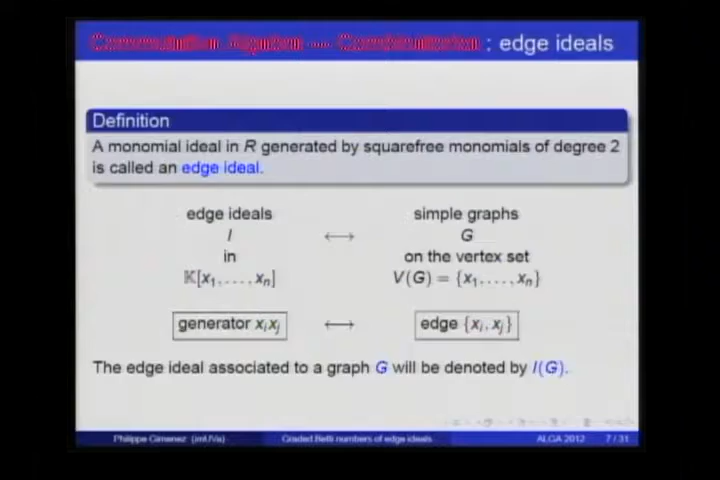 Commutative Algebra — Combinatorics : edge ideals
Definition
A monomial ideal in R generated by squarefree monomials of degree 2
is called an edge ideal.
edge ideals ⟷ simple graphs
I G
in on the vertex set
𝕂[x₁, . . . , xₙ] V(G) = {x₁, . . . , xₙ}
generator xᵢxⱼ ⟷ edge {xᵢ, xⱼ}
The edge ideal associated to a graph G will be denoted by I(G).
Philippe Gimenez (imUVa) Graded Betti numbers of edge ideals ALGA 2012 7 / 31